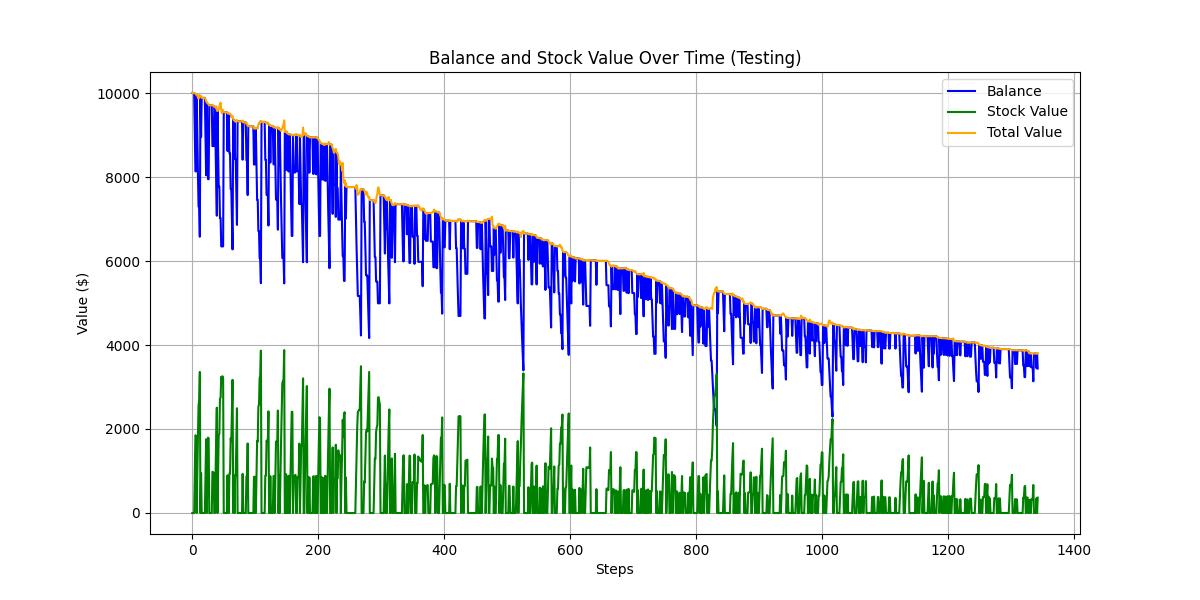 Balance and Stock Value Over Time (Testing)
Balance
Stock Value
Total Value
Value ($)
10000
8000
6000
4000
2000
0
0 200 400 600 800 1000 1200 1400
Steps